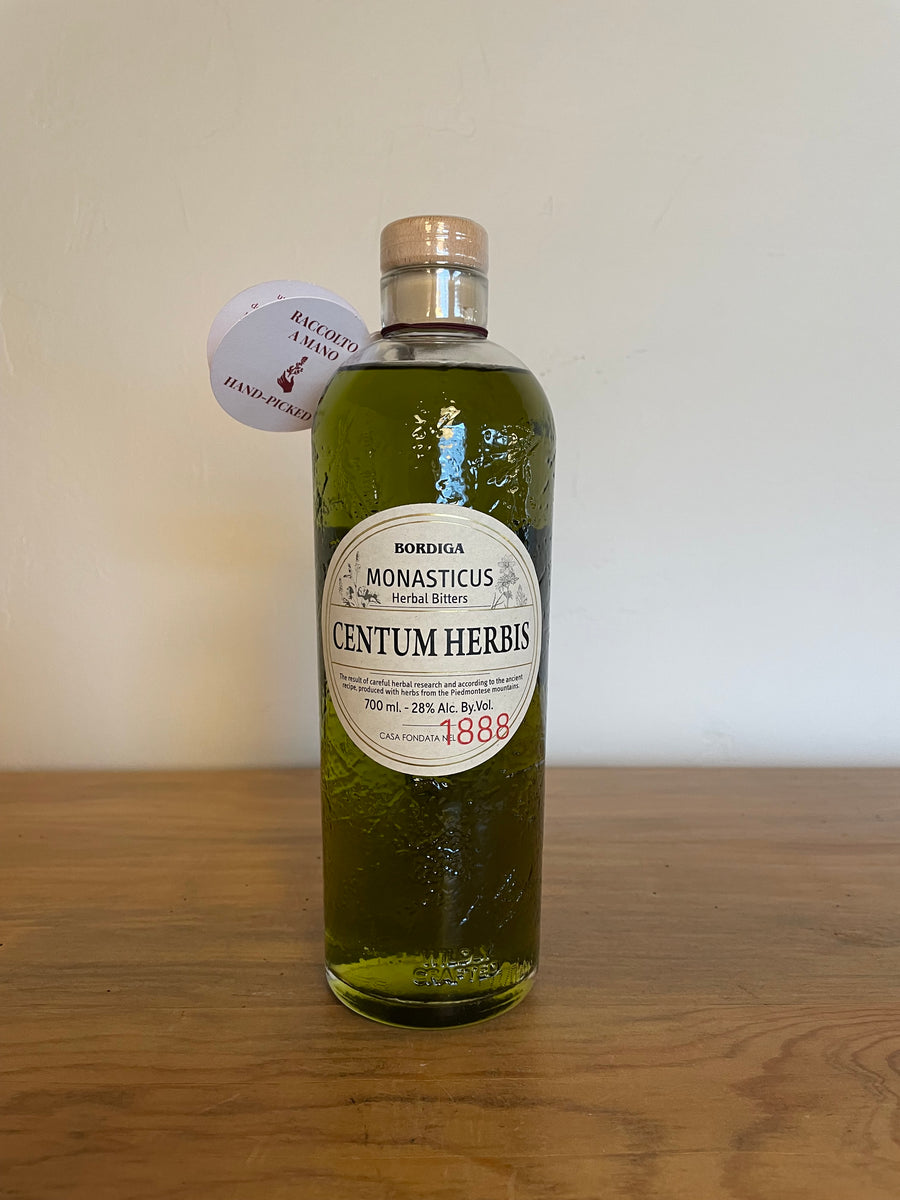 RACCOLTO
A MANO
HAND-PICKED
BORDIGA
MONASTICUS
Herbal Bitters
CENTUM HERBIS
The result of careful herbal research and according to the ancient
recipe, produced with herbs from the Piedmontese mountains.
700 ml. - 28% Alc. By.Vol.
CASA FONDATA NEL 1888
WILDLY
CRAFTED